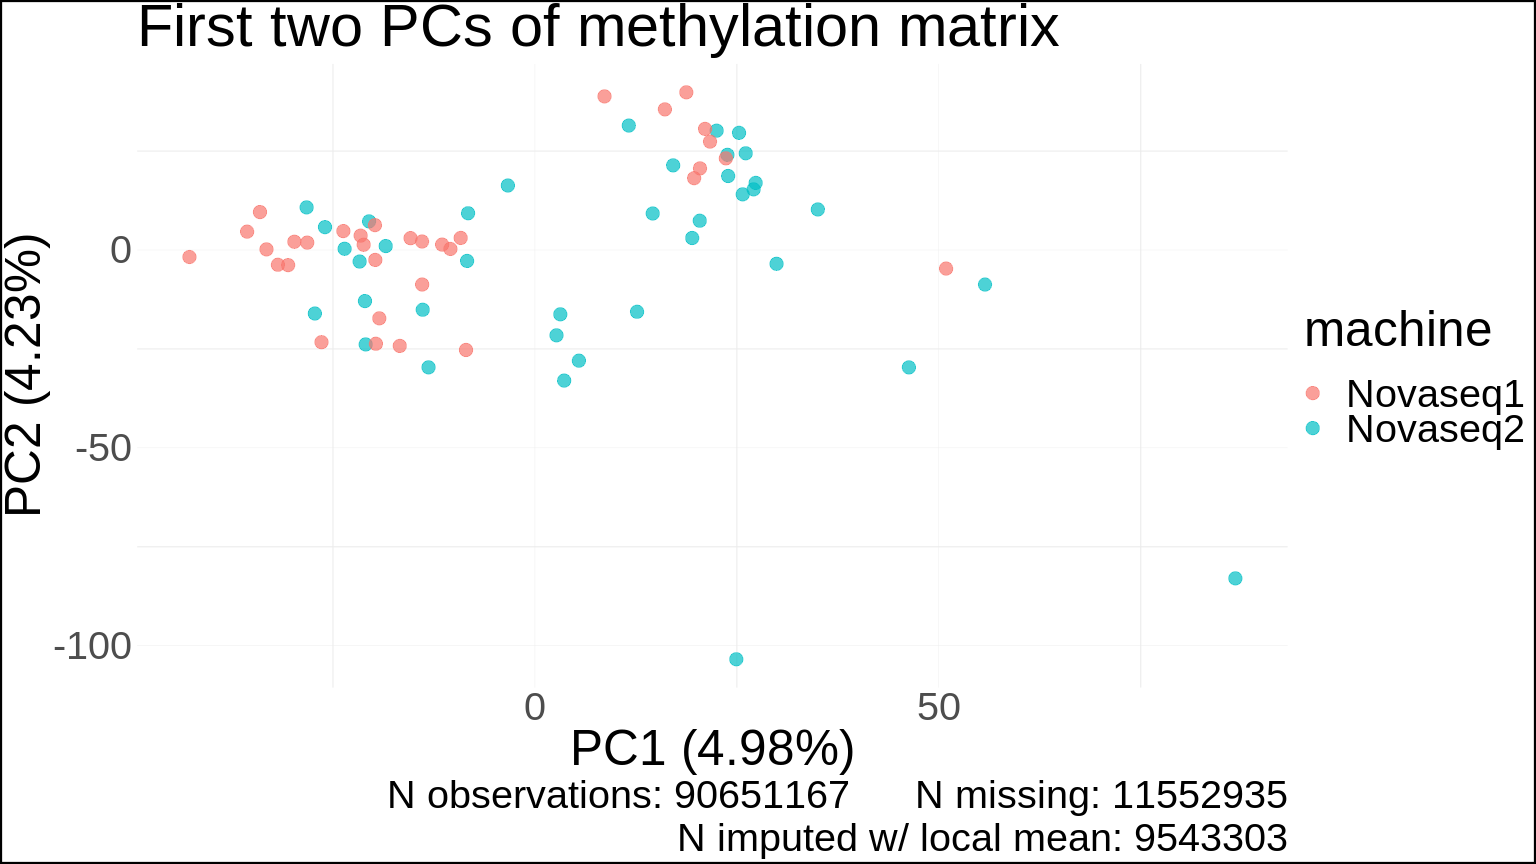 First two PCs of methylation matrix
PC2 (4.23%)
0
-50
-100
0 50
PC1 (4.98%)
machine
Novaseq1
Novaseq2
N observations: 90651167 N missing: 11552935
N imputed w/ local mean: 9543303